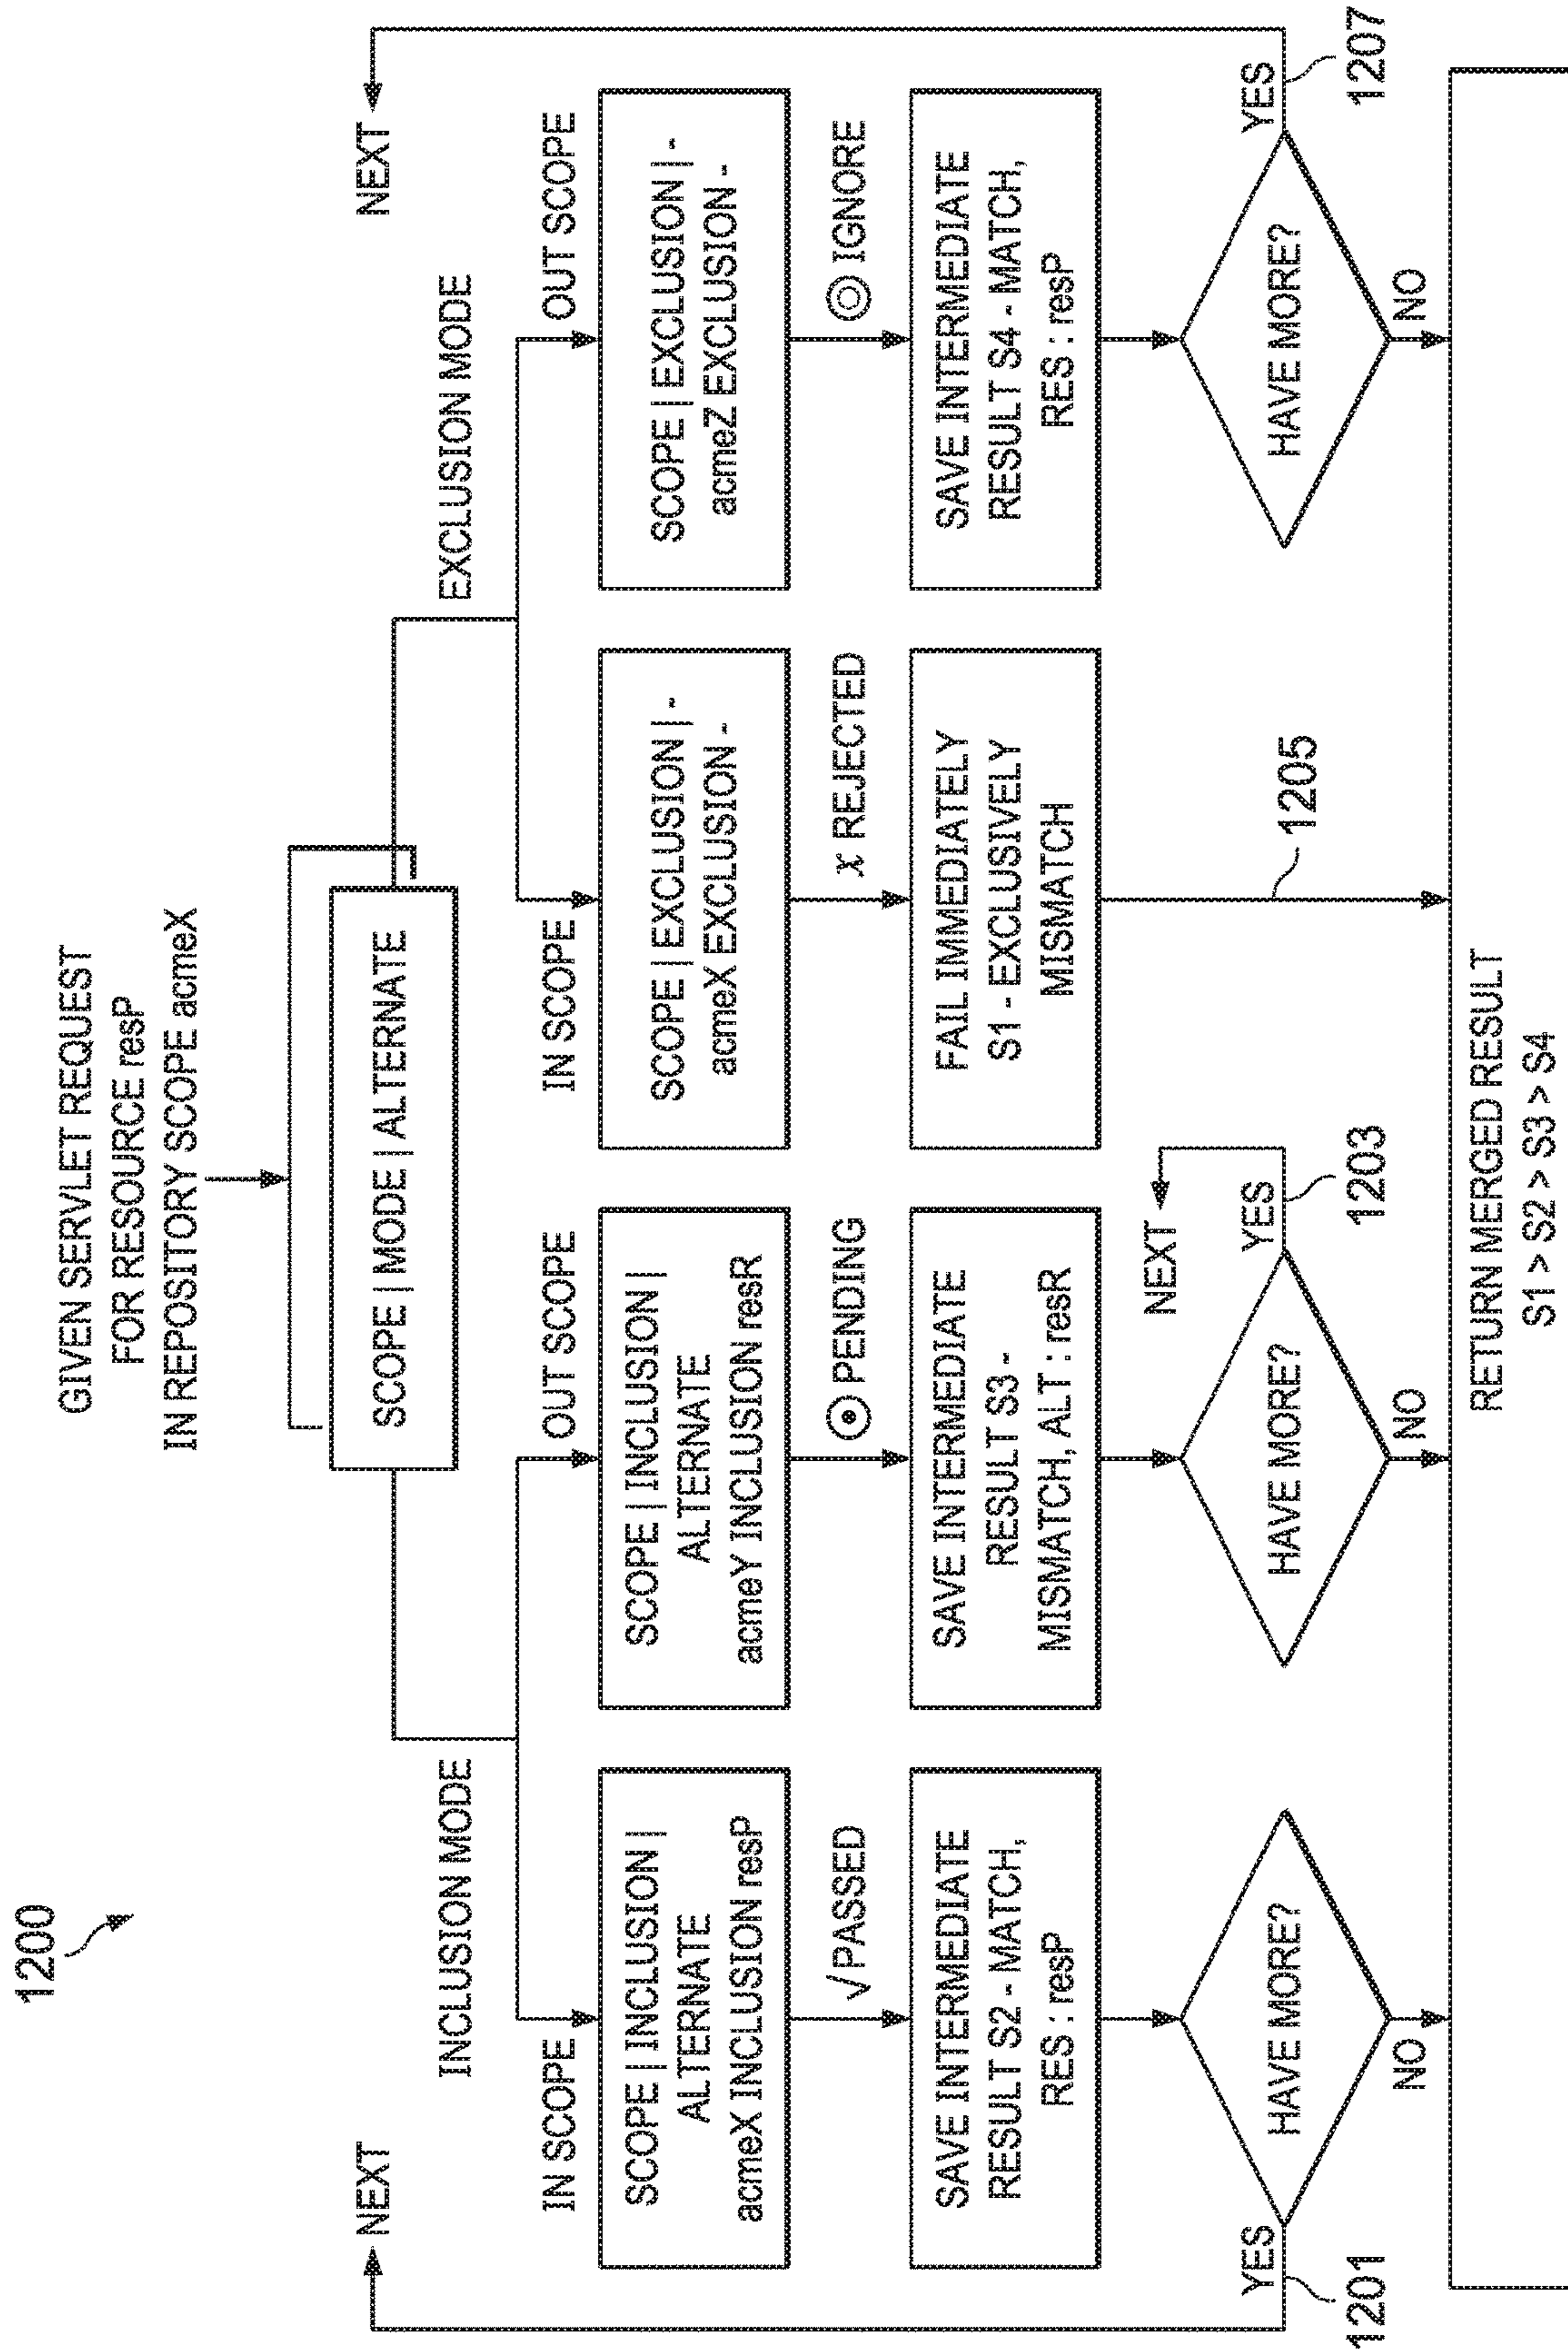 1200
GIVEN SERVLET REQUEST
FOR RESOURCE resP
IN REPOSITORY SCOPE acmeX
SCOPE | MODE | ALTERNATE
NEXT
NEXT
INCLUSION MODE
EXCLUSION MODE
IN SCOPE
OUT SCOPE
IN SCOPE
OUT SCOPE
SCOPE | INCLUSION |
ALTERNATE
acmeX INCLUSION resP
SCOPE | INCLUSION |
ALTERNATE
acmeY INCLUSION resR
SCOPE | EXCLUSION | -
acmeX EXCLUSION -
SCOPE | EXCLUSION | -
acmeZ EXCLUSION -
√ PASSED
PENDING
x REJECTED
IGNORE
SAVE INTERMEDIATE
RESULT S2 - MATCH,
RES : resP
SAVE INTERMEDIATE
RESULT S3 -
MISMATCH, ALT : resR
FAIL IMMEDIATELY
S1 - EXCLUSIVELY
MISMATCH
SAVE INTERMEDIATE
RESULT S4 - MATCH,
RES : resP
NEXT
YES
HAVE MORE?
HAVE MORE?
YES
HAVE MORE?
YES
1201
NO
NO
1203
1205
NO
1207
RETURN MERGED RESULT
S1 > S2 > S3 > S4